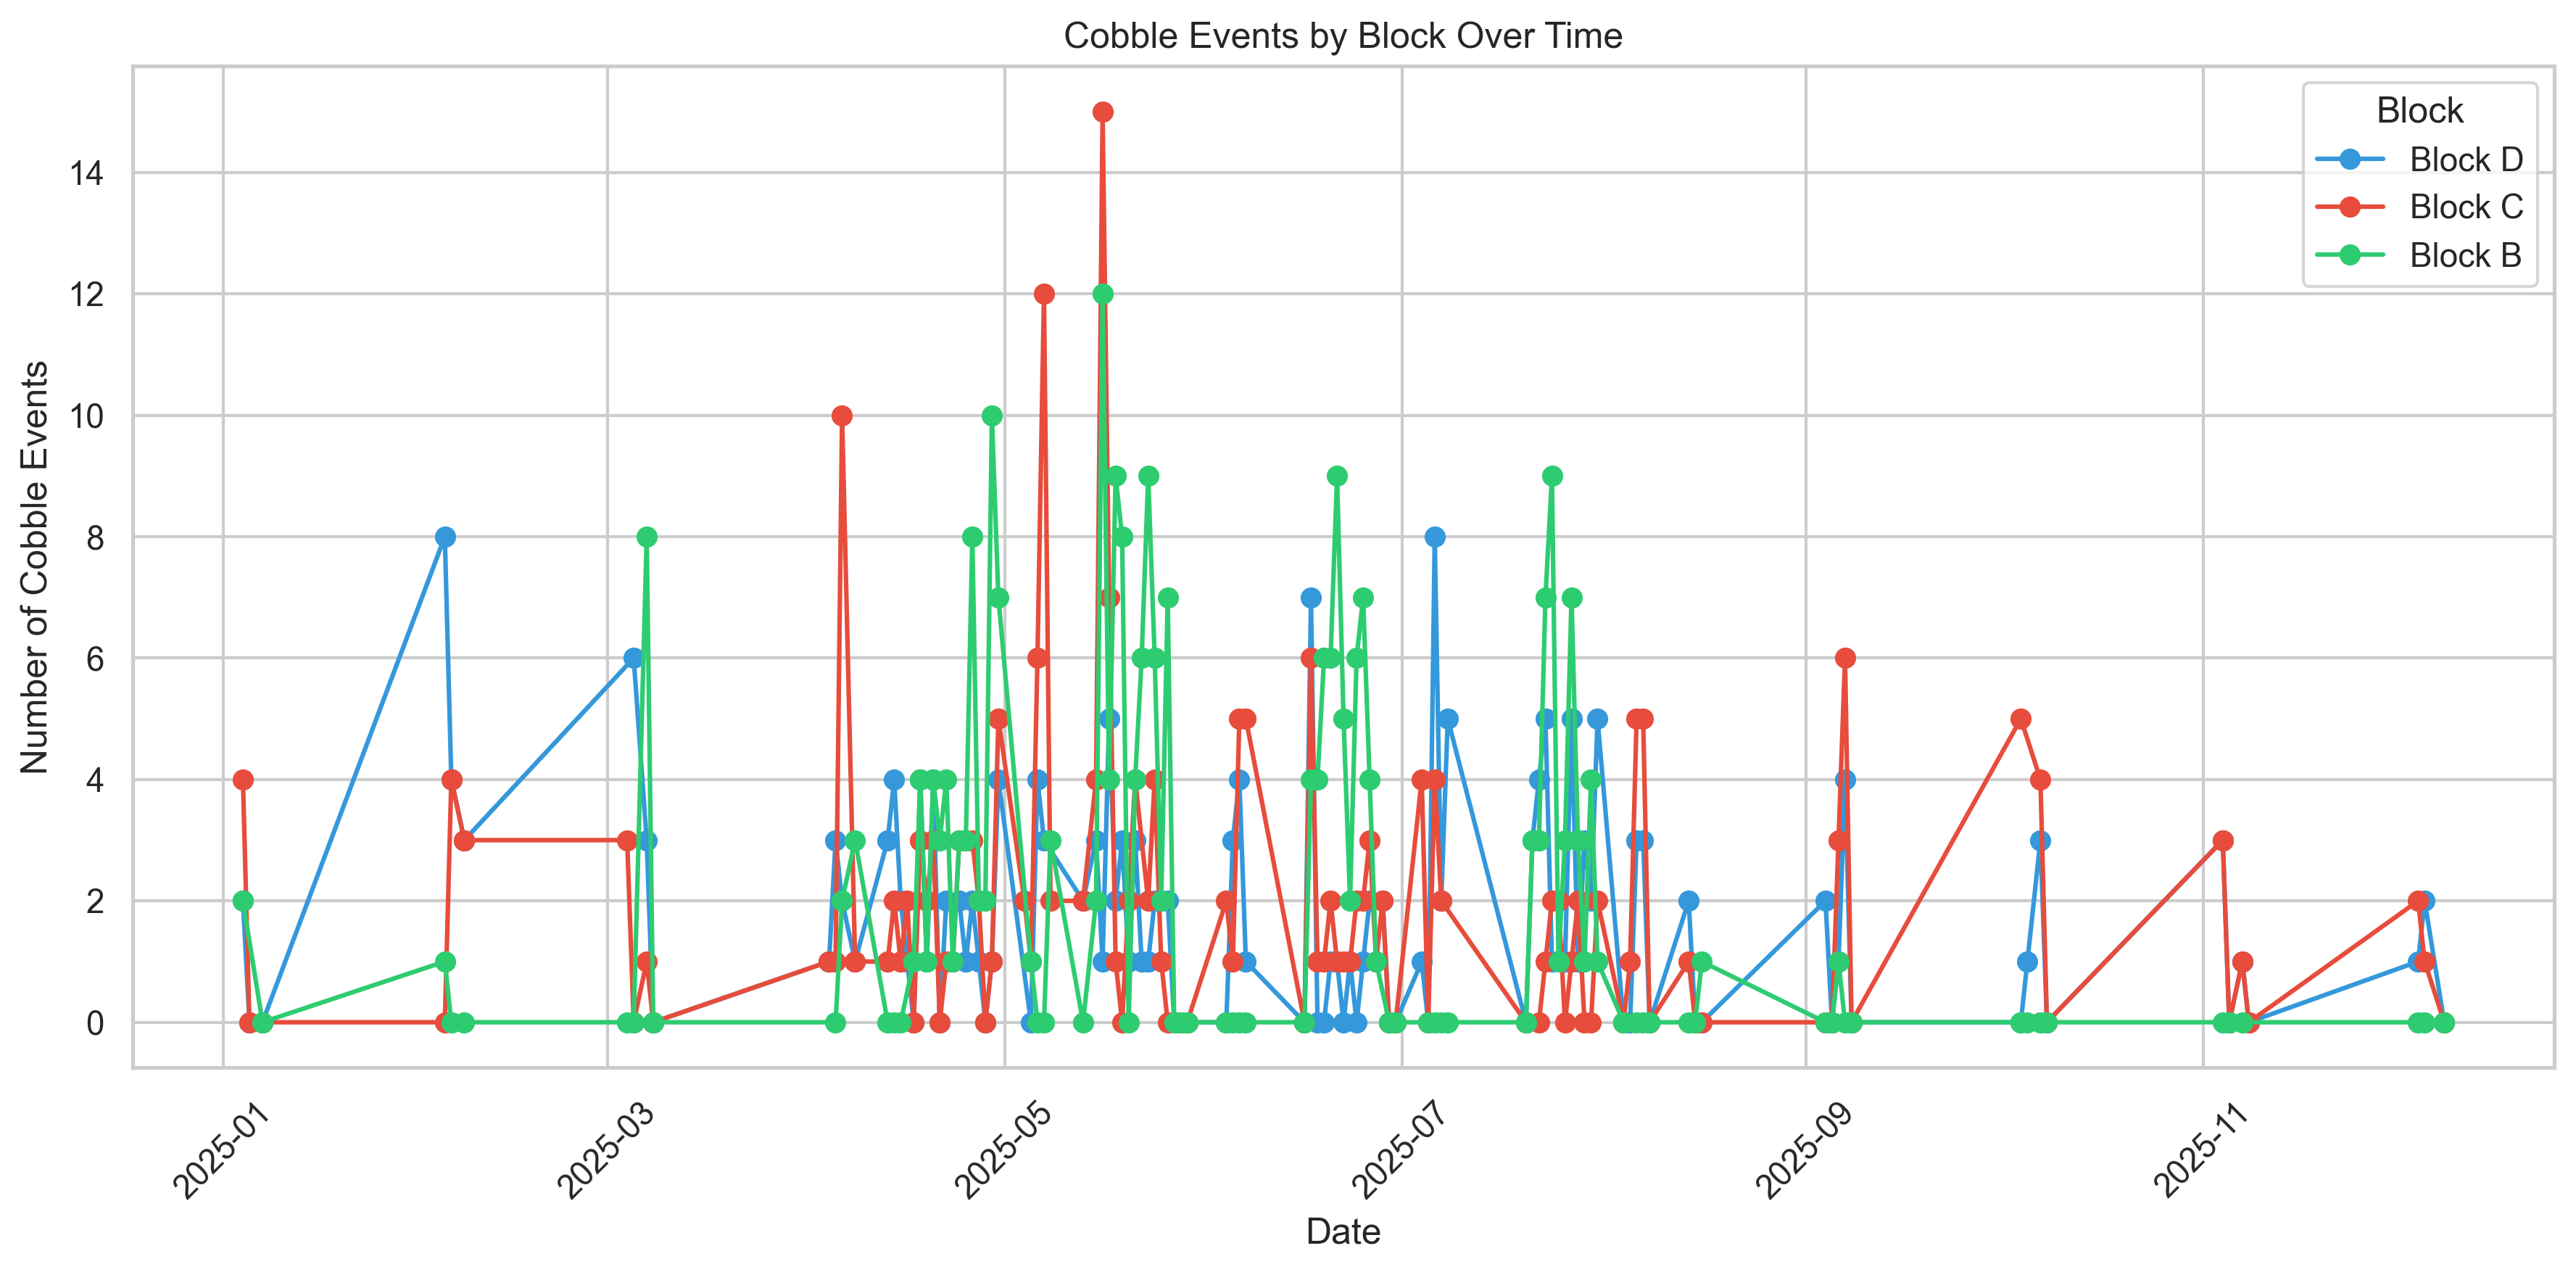 Cobble Events by Block Over Time
Number of Cobble Events
14
12
10
8
6
4
2
0
Block
Block D
Block C
Block B
2025-01
2025-03
2025-05
2025-07
2025-09
2025-11
Date